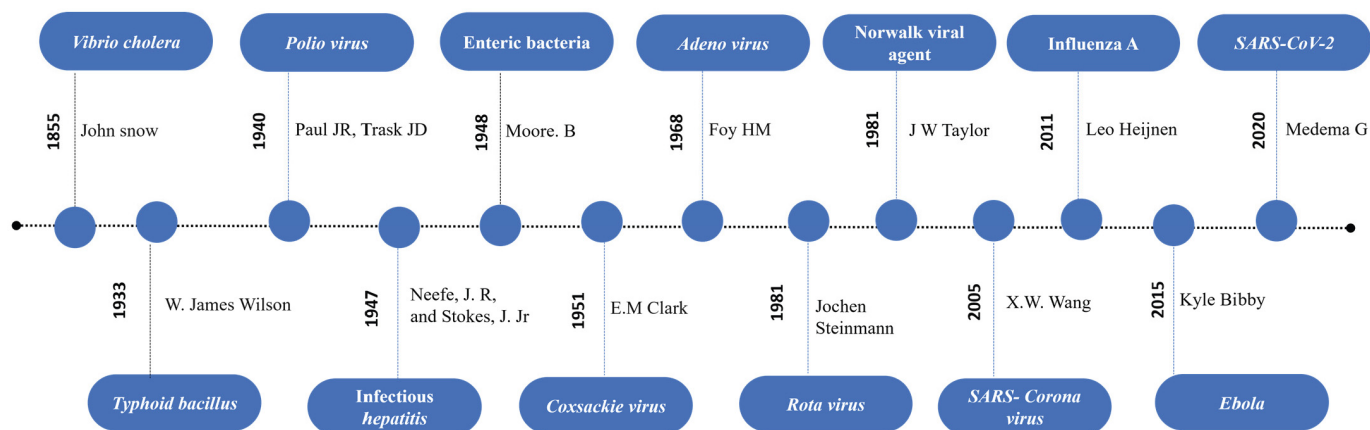 Vibrio cholera
Polio virus
Enteric bacteria
Adeno virus
Norwalk viral
agent
Influenza A
SARS-CoV-2
1855
John snow
1940
Paul JR, Trask JD
1948
Moore. B
1968
Foy HM
1981
J W Taylor
2011
Leo Heijnen
2020
Medema G
1933
W. James Wilson
1947
Neefe, J. R,
and Stokes, J. Jr
1951
E.M Clark
1981
Jochen
Steinmann
2005
X.W. Wang
2015
Kyle Bibby
Typhoid bacillus
Infectious
hepatitis
Coxsackie virus
Rota virus
SARS- Corona
virus
Ebola